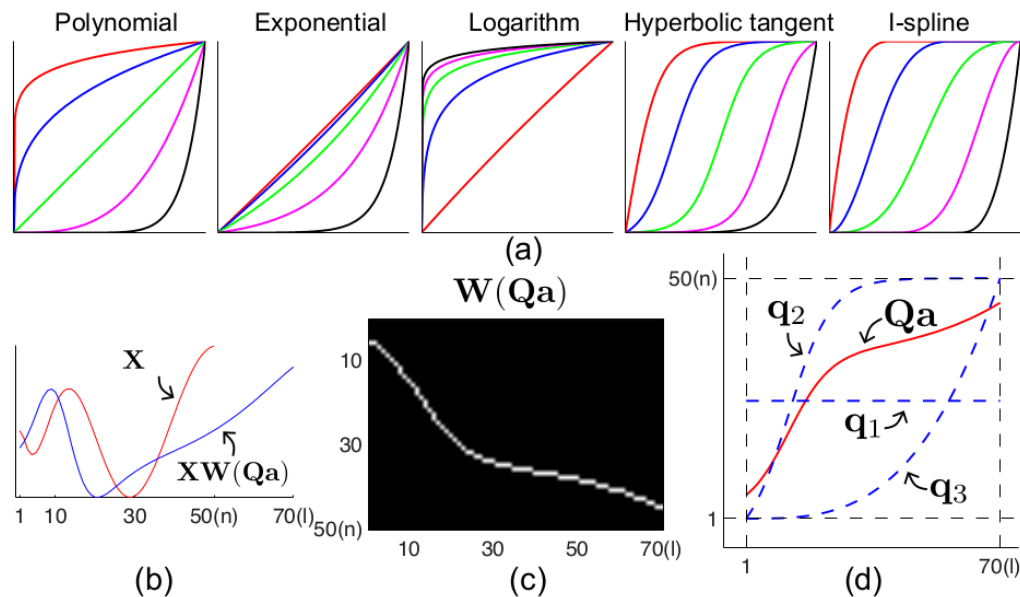 Polynomial Exponential Logarithm Hyperbolic tangent I-spline
(a)
X
XW(Qa)
1 10 30 50(n) 70(l)
(b)
W(Qa)
10
30
50(n)
10 30 50 70(l)
(c)
50(n)
q2
Qa
q1
q3
1
1 70(l)
(d)